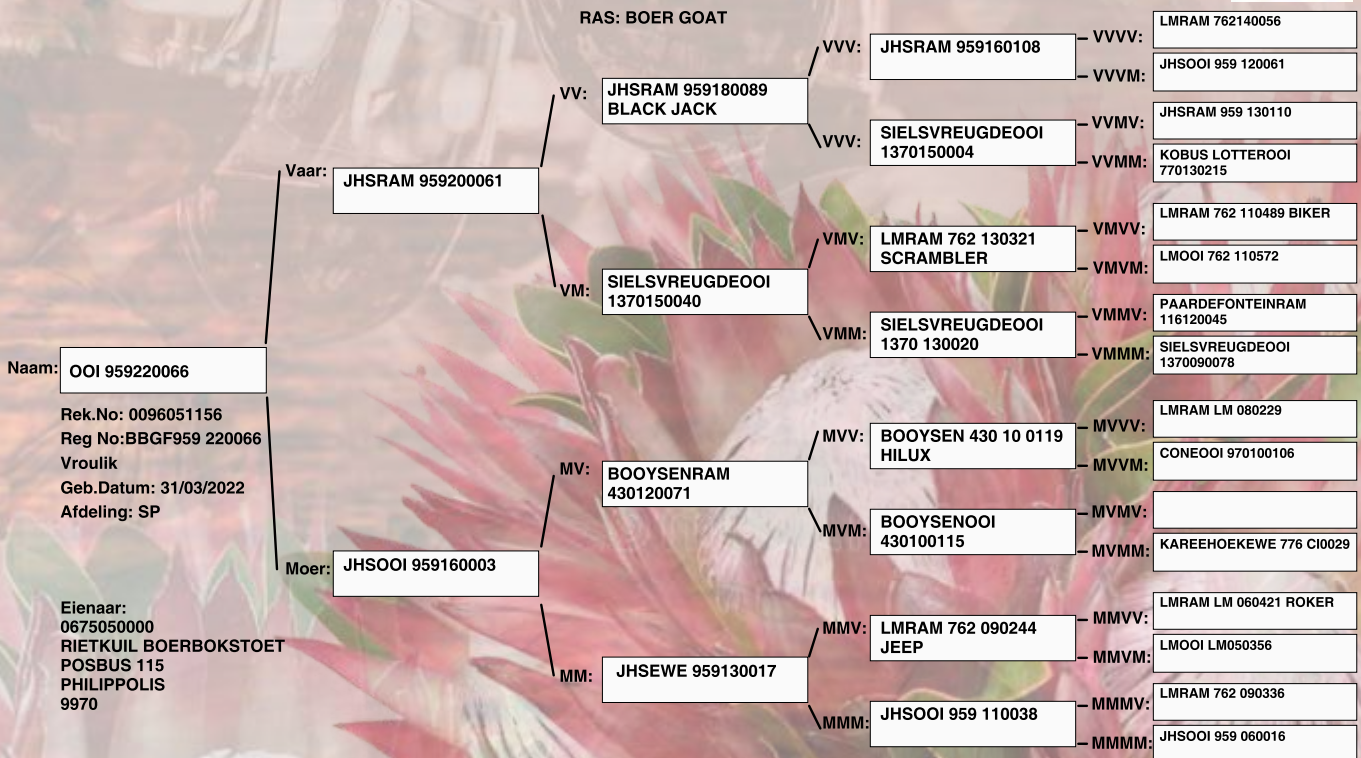 RAS: BOER GOAT
Naam:
OOI 959220066
Rek.No: 0096051156
Reg No:BBGF959 220066
Vroulik
Geb.Datum: 31/03/2022
Afdeling: SP
Eienaar:
0675050000
RIETKUIL BOERBOKSTOET
POSBUS 115
PHILIPPOLIS
9970
Vaar:
JHSRAM 959200061
Moer:
JHSOOI 959160003
VV:
JHSRAM 959180089
BLACK JACK
VM:
SIELSVREUGDEOOI
1370150040
MV:
BOOYSENRAM
430120071
MM:
JHSEWE 959130017
VVV:
JHSRAM 959160108
VVV:
SIELSVREUGDEOOI
1370150004
VMV:
LMRAM 762 130321
SCRAMBLER
VMM:
SIELSVREUGDEOOI
1370 130020
MVV:
BOOYSEN 430 10 0119
HILUX
MVM:
BOOYSENOOI
430100115
MMV:
LMRAM 762 090244
JEEP
MMM:
JHSOOI 959 110038
VVVV:
LMRAM 762140056
VVVM:
JHSOOI 959 120061
VVMV:
JHSRAM 959 130110
VVMM:
KOBUS LOTTEROOI
770130215
VMVV:
LMRAM 762 110489 BIKER
VMVM:
LMOOI 762 110572
VMMV:
PAARDEFONTEINRAM
116120045
VMMM:
SIELSVREUGDEOOI
1370090078
MVVV:
LMRAM LM 080229
MVVM:
CONEOOI 970100106
MVMV:
MVMM:
KAREEHOEKEWE 776 CI0029
MMVV:
LMRAM LM 060421 ROKER
MMVM:
LMOOI LM050356
MMMV:
LMRAM 762 090336
MMMM:
JHSOOI 959 060016